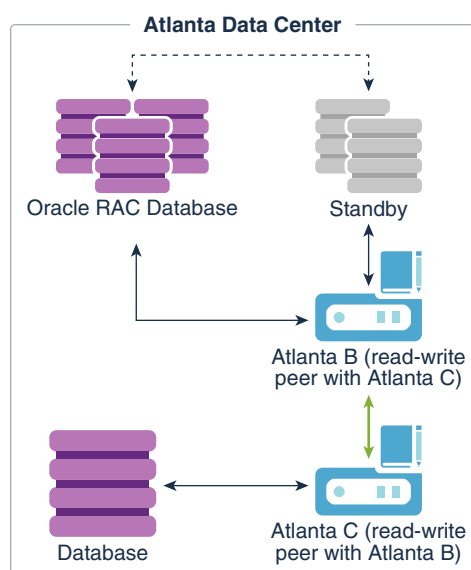 Atlanta Data Center
Oracle RAC Database
Standby
Atlanta B (read-write
peer with Atlanta C)
Database
Atlanta C (read-write
peer with Atlanta B)